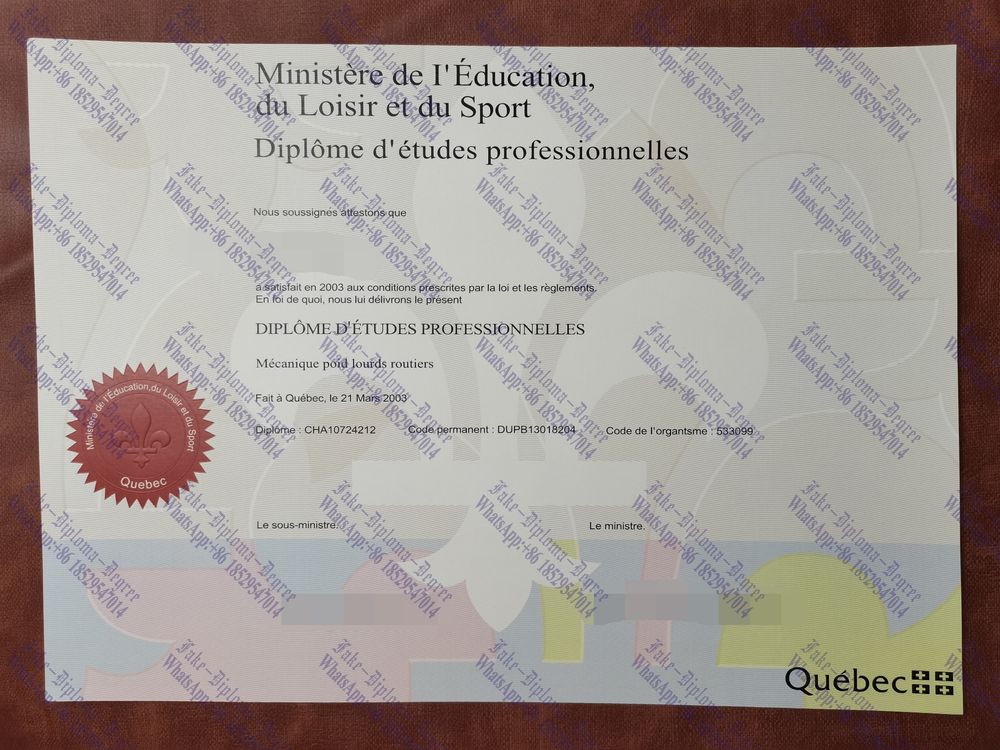 Ministère de l'Éducation,
du Loisir et du Sport
Diplôme d'études professionnelles
Nous soussignés attestons que
a satisfait en 2003 aux conditions prescrites par la loi et les règlements.
En foi de quoi, nous lui délivrons le présent
DIPLÔME D'ÉTUDES PROFESSIONNELLES
Mécanique poid lourds routiers
Fait à Québec, le 21 Mars 2003
Diplôme : CHA10724212 Code permanent : DUPB13018204 Code de l'organtsme : 533099
Ministère de l'Éducation,du Loisir et du Sport
Quebec
Le sous-ministre. Le ministre.
Québec
Fake-Diploma-Degree
WhatsApp:+86 18529547014